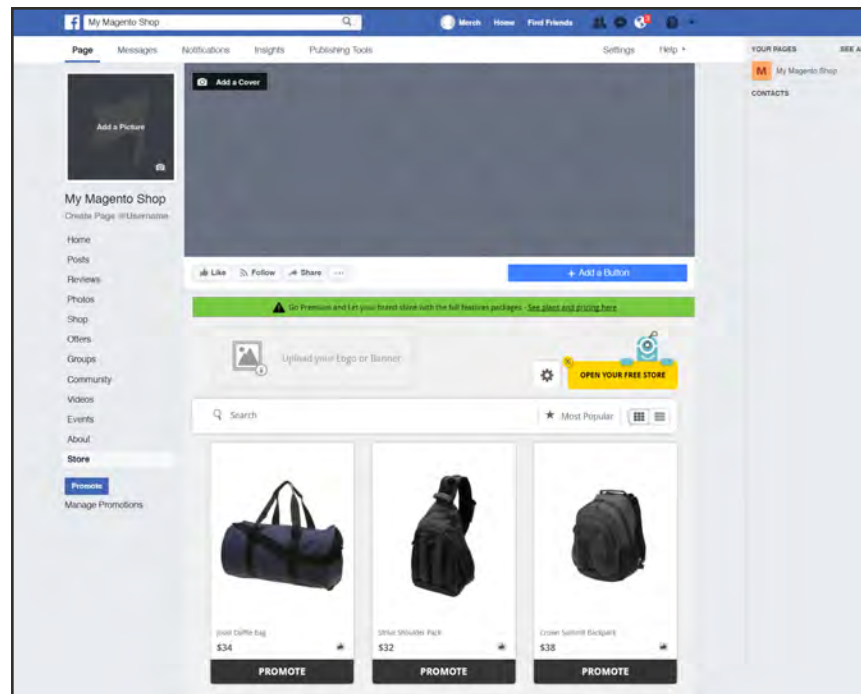 My Magento Shop
Merch Home Find Friends
Page Messages Notifications Insights Publishing Tools Settings Help
YOUR PAGES SEE A
M My Magento Shop
CONTACTS
Add a Picture
Add a Cover
My Magento Shop
Create Page @Username
Home
Posts
Reviews
Photos
Shop
Offers
Groups
Community
Videos
Events
About
Store
Promote
Manage Promotions
Like Follow Share ...
+ Add a Button
Go Premium and Let your brand shine with the full features packages - See plans and pricing here
Upload your Logo or Banner
OPEN YOUR FREE STORE
Search
Most Popular
Joust Duffle Bag
$34
PROMOTE
Strive Shoulder Pack
$32
PROMOTE
Crown Summit Backpack
$38
PROMOTE